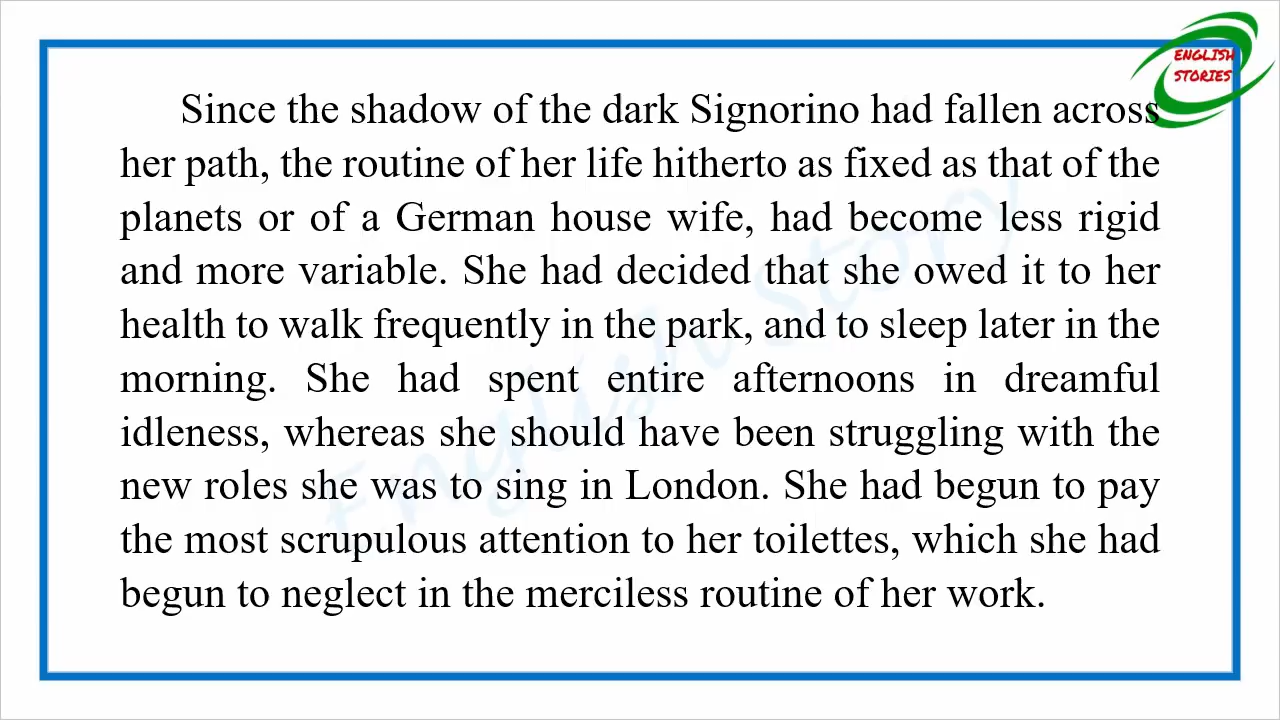 ENGLISH
STORIES
Since the shadow of the dark Signorino had fallen across
her path, the routine of her life hitherto as fixed as that of the
planets or of a German house wife, had become less rigid
and more variable. She had decided that she owed it to her
health to walk frequently in the park, and to sleep later in the
morning. She had spent entire afternoons in dreamful
idleness, whereas she should have been struggling with the
new roles she was to sing in London. She had begun to pay
the most scrupulous attention to her toilettes, which she had
begun to neglect in the merciless routine of her work.
English Story